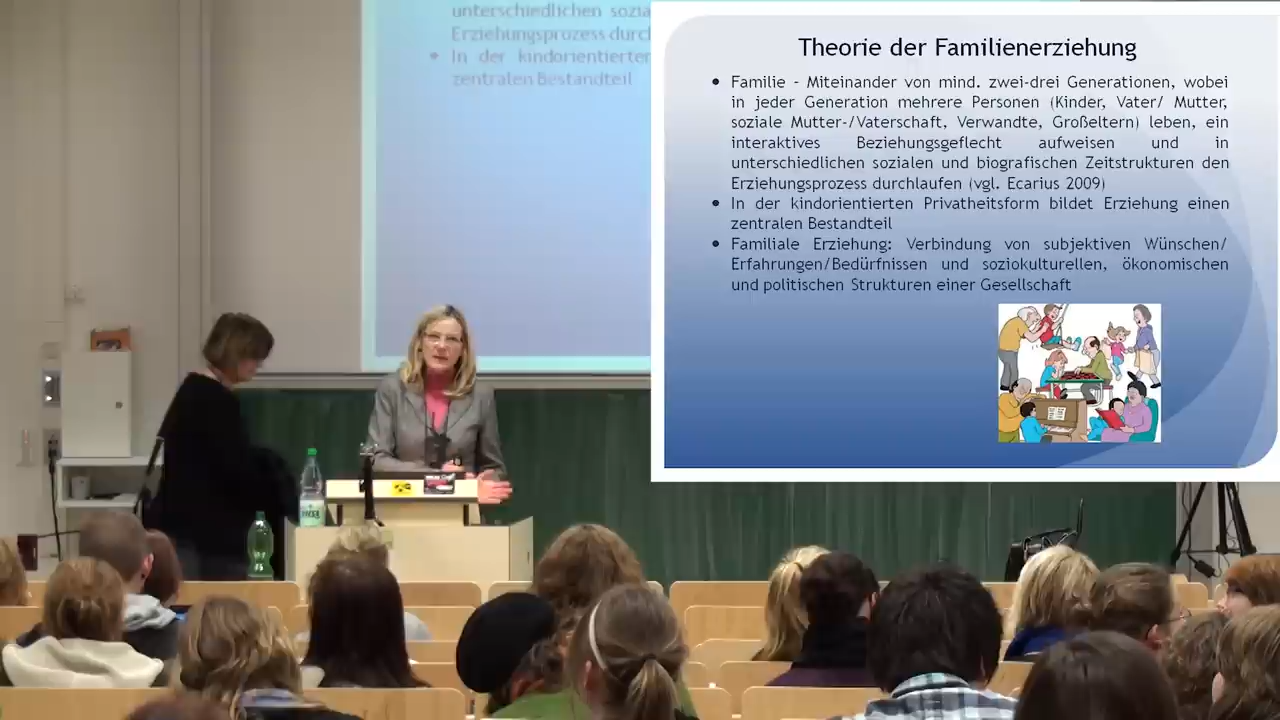 unterschiedlichen sozia
Erziehungsprozess durcl
• In der kindorientierten
zentralen Bestandteil
Theorie der Familienerziehung
• Familie - Miteinander von mind. zwei-drei Generationen, wobei
in jeder Generation mehrere Personen (Kinder, Vater/ Mutter,
soziale Mutter-/Vaterschaft, Verwandte, Großeltern) leben, ein
interaktives Beziehungsgeflecht aufweisen und in
unterschiedlichen sozialen und biografischen Zeitstrukturen den
Erziehungsprozess durchlaufen (vgl. Ecarius 2009)
• In der kindorientierten Privatheitsform bildet Erziehung einen
zentralen Bestandteil
• Familiale Erziehung: Verbindung von subjektiven Wünschen/
Erfahrungen/Bedürfnissen und soziokulturellen, ökonomischen
und politischen Strukturen einer Gesellschaft